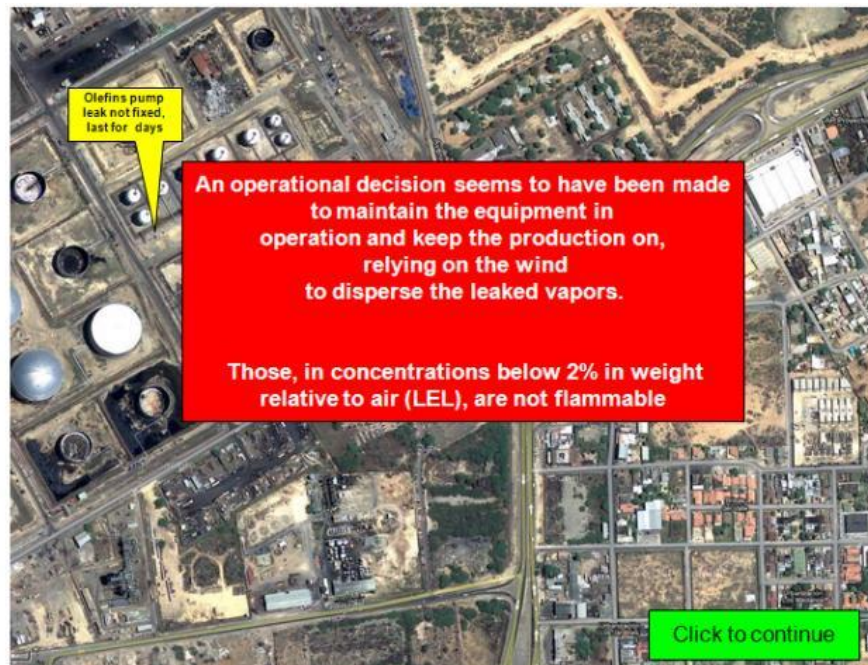 Olefins pump
leak not fixed,
last for days
An operational decision seems to have been made
to maintain the equipment in
operation and keep the production on,
relying on the wind
to disperse the leaked vapors.
Those, in concentrations below 2% in weight
relative to air (LEL), are not flammable
Click to continue